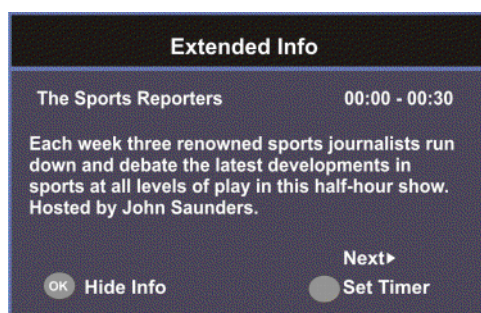 Extended Info
The Sports Reporters 00:00 - 00:30
Each week three renowned sports journalists run
down and debate the latest developments in
sports at all levels of play in this half-hour show.
Hosted by John Saunders.
Next▸
OK Hide Info Set Timer